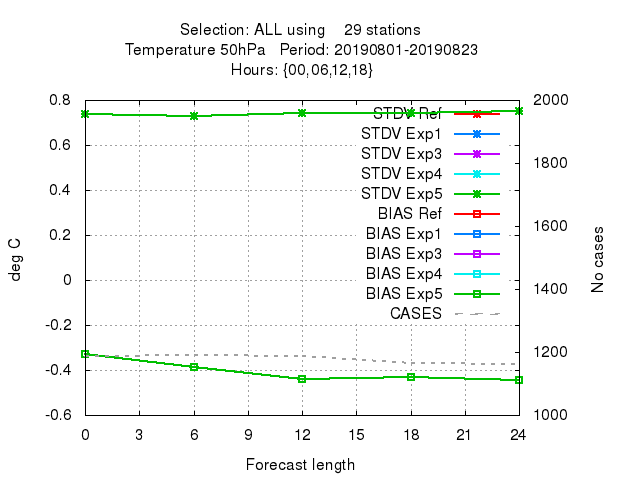 Selection: ALL using 29 stations
Temperature 50hPa Period: 20190801-20190823
Hours: {00,06,12,18}
0.8
0.6
0.4
0.2
0
-0.2
-0.4
-0.6
deg C
STDV Ref
STDV Exp1
STDV Exp3
STDV Exp4
STDV Exp5
BIAS Ref
BIAS Exp1
BIAS Exp3
BIAS Exp4
BIAS Exp5
CASES
2000
1800
1600
1400
1200
1000
No cases
0 3 6 9 12 15 18 21 24
Forecast length